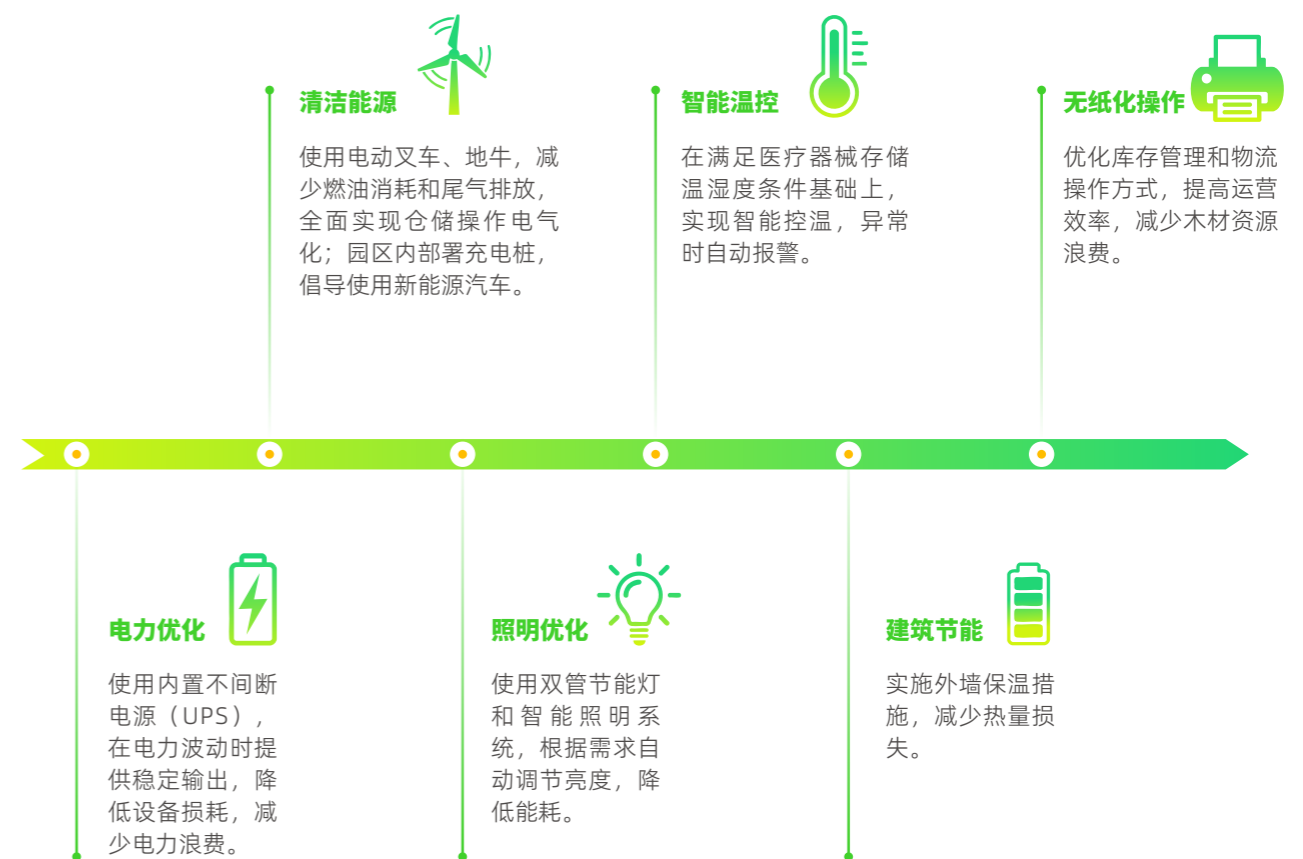 清洁能源
使用电动叉车、地牛，减
少燃油消耗和尾气排放，
全面实现仓储操作电气
化；园区内部署充电桩，
倡导使用新能源汽车。
智能温控
在满足医疗器械存储
温湿度条件基础上，
实现智能控温，异常
时自动报警。
无纸化操作
优化库存管理和物流
操作方式，提高运营
效率，减少木材资源
浪费。
电力优化
使用内置不间断
电源（UPS），
在电力波动时提
供稳定输出，降
低设备损耗，减
少电力浪费。
照明优化
使用双管节能灯
和智能照明系
统，根据需求自
动调节亮度，降
低能耗。
建筑节能
实施外墙保温措
施，减少热量损
失。